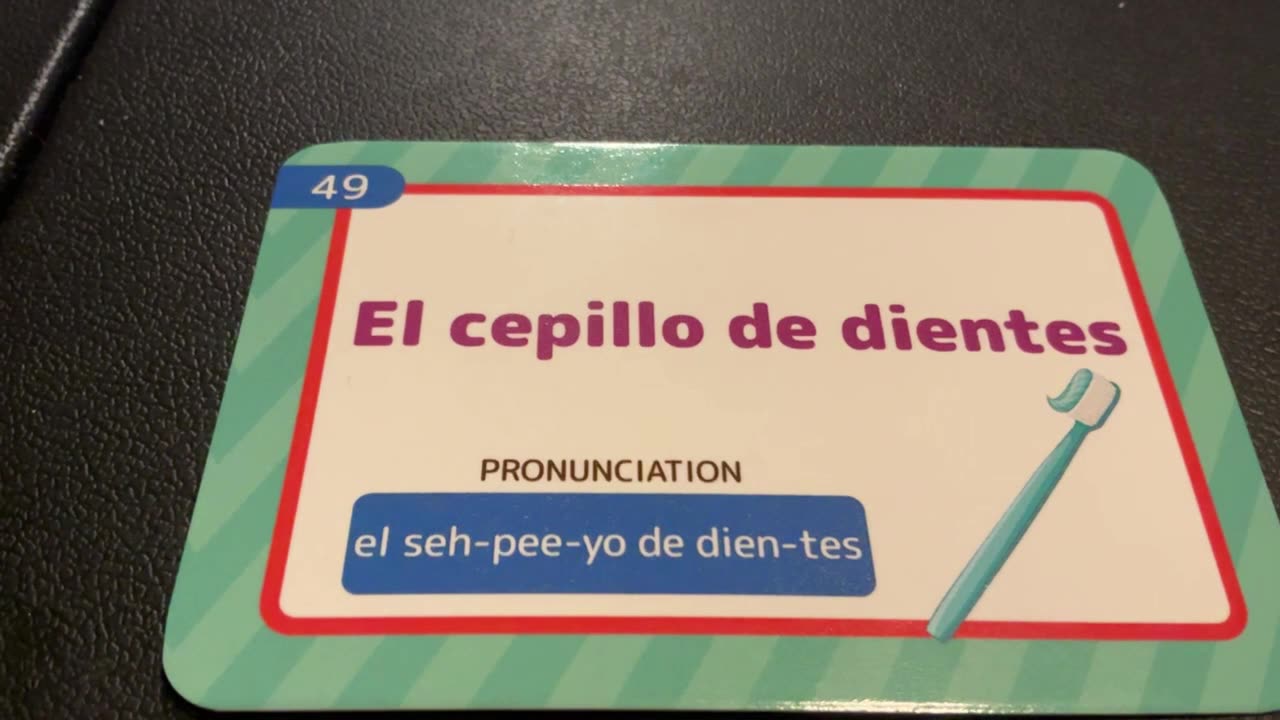 49
El cepillo de dientes
PRONUNCIATION
el seh-pee-yo de dien-tes